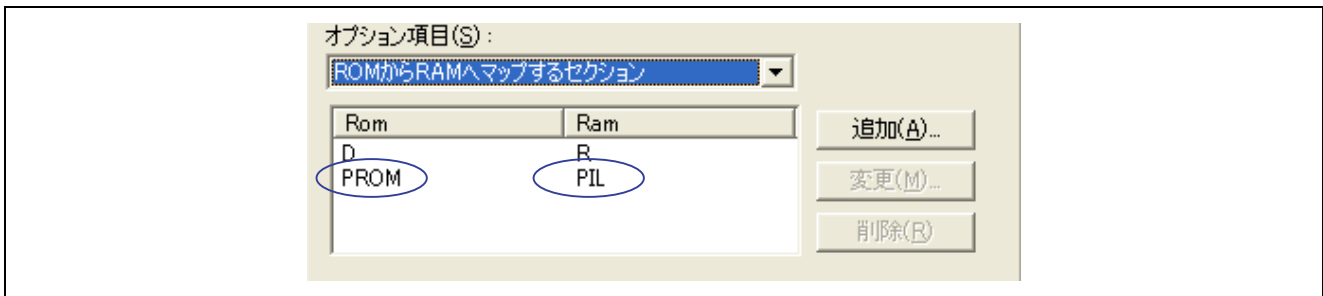 オプション項目(S) :
ROMからRAMへマップするセクション
Rom Ram
追加(A)...
D R
PROM PIL
変更(M)...
削除(R)